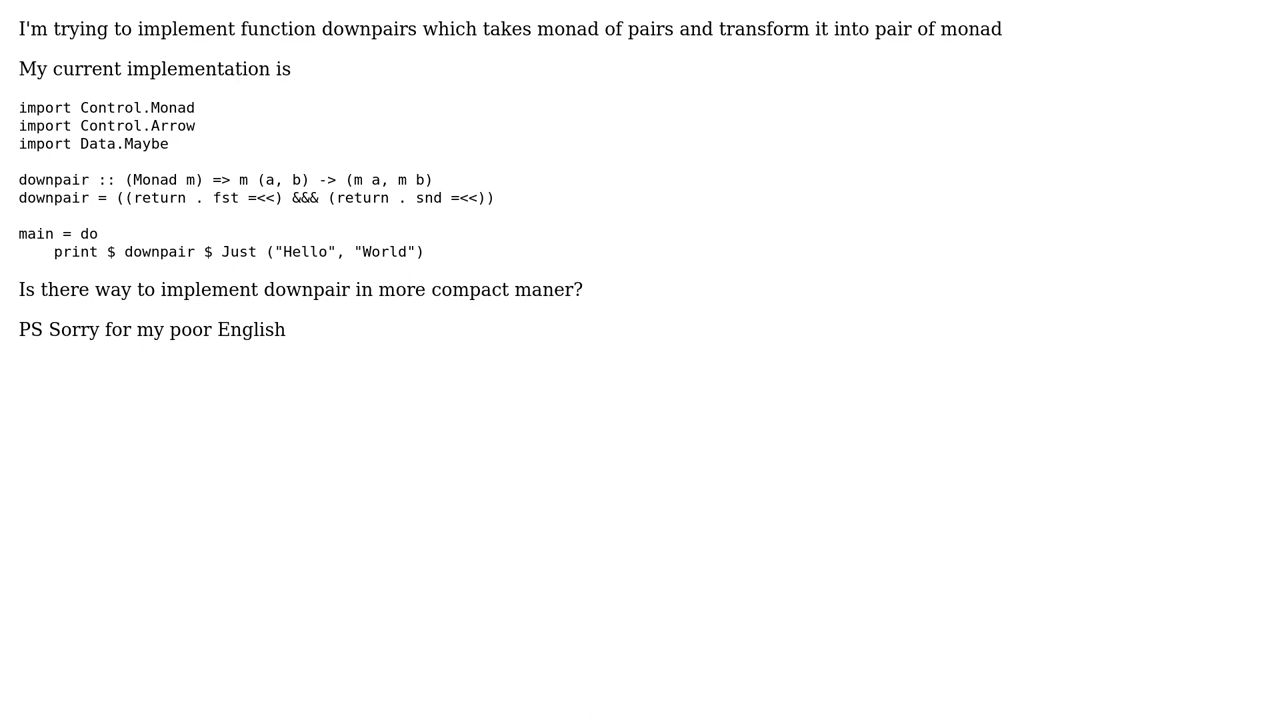 I'm trying to implement function downpairs which takes monad of pairs and transform it into pair of monad
My current implementation is
import Control.Monad
import Control.Arrow
import Data.Maybe
downpair :: (Monad m) => m (a, b) -> (m a, m b)
downpair = ((return . fst =<<) &&& (return . snd =<<))
main = do
    print $ downpair $ Just ("Hello", "World")
Is there way to implement downpair in more compact maner?
PS Sorry for my poor English